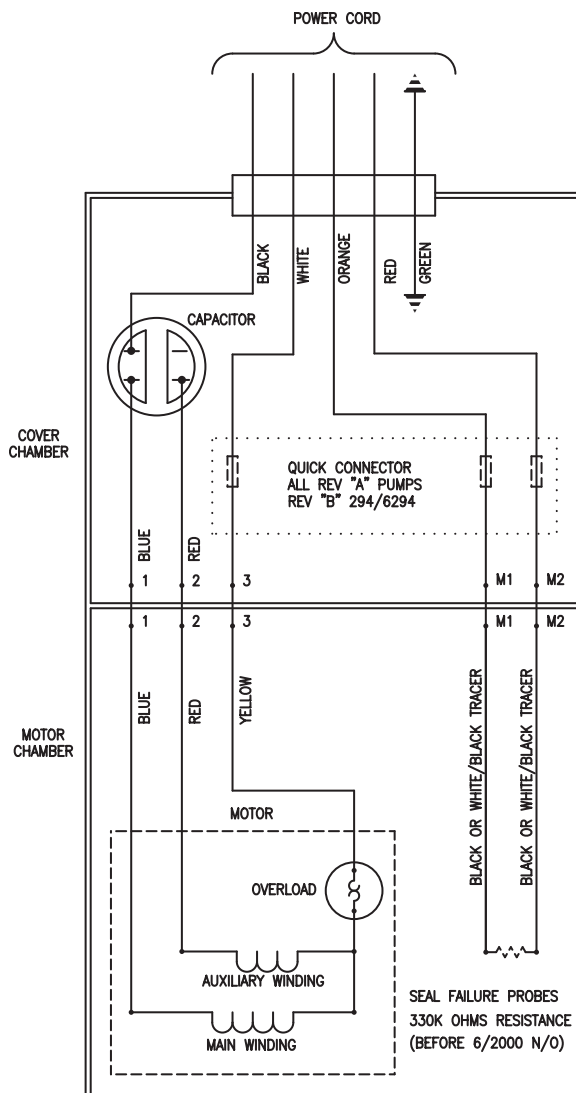 POWER CORD
BLACK
WHITE
ORANGE
RED
GREEN
CAPACITOR
COVER
CHAMBER
QUICK CONNECTOR
ALL REV "A" PUMPS
REV "B" 294/6294
BLUE
RED
1
2
3
M1
M2
1
2
3
M1
M2
BLUE
RED
YELLOW
BLACK OR WHITE/BLACK TRACER
BLACK OR WHITE/BLACK TRACER
MOTOR
CHAMBER
MOTOR
OVERLOAD
AUXILIARY WINDING
MAIN WINDING
SEAL FAILURE PROBES
330K OHMS RESISTANCE
(BEFORE 6/2000 N/O)